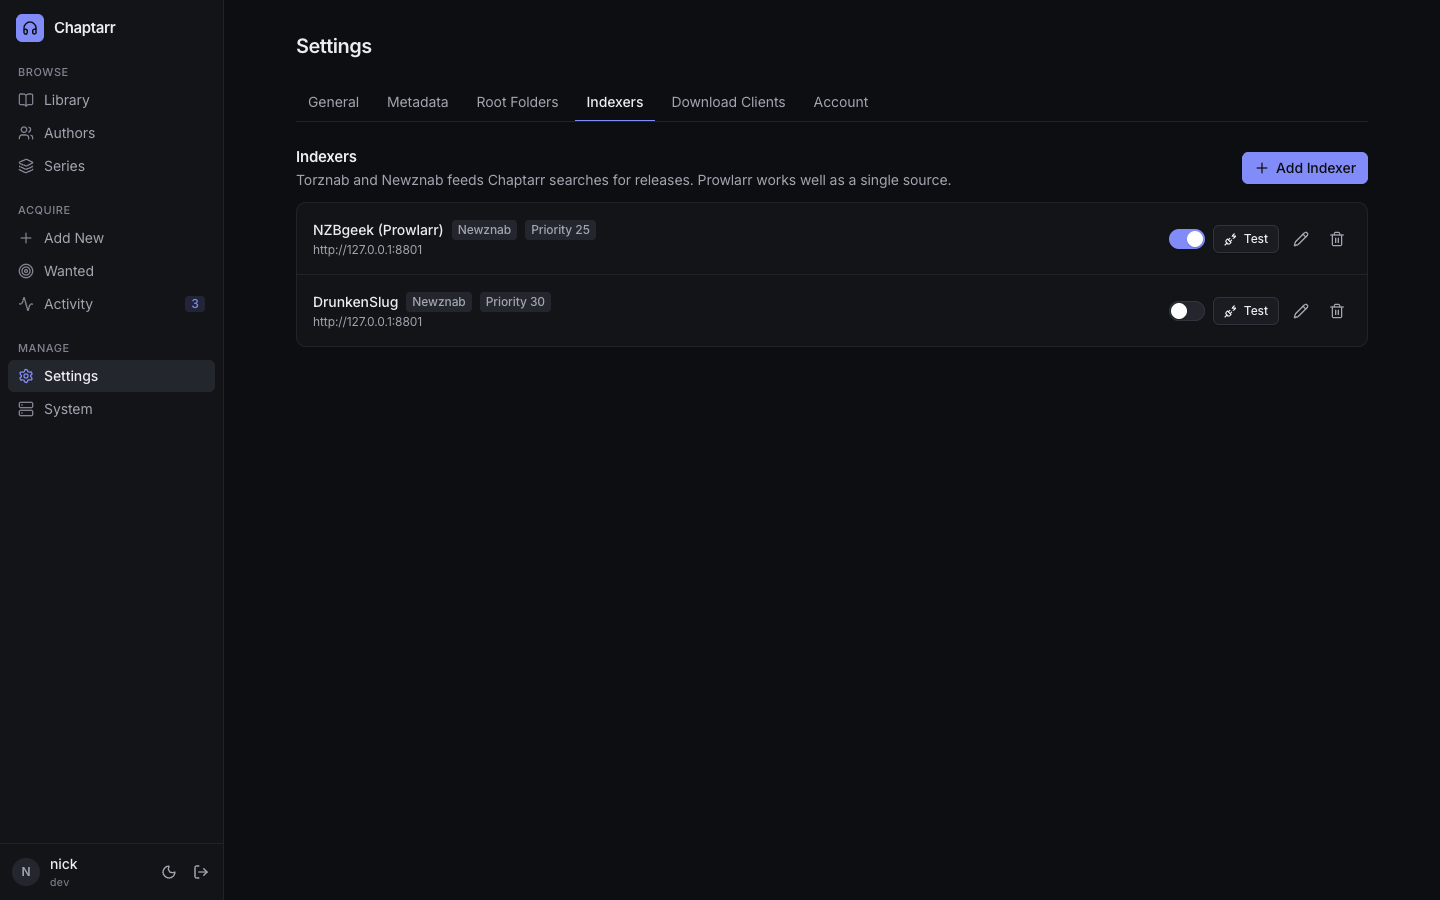 Chaptarr
BROWSE
Library
Authors
Series
ACQUIRE
Add New
Wanted
Activity 3
MANAGE
Settings
System
N nick
dev
Settings
General Metadata Root Folders Indexers Download Clients Account
Indexers
Torznab and Newznab feeds Chaptarr searches for releases. Prowlarr works well as a single source.
Add Indexer
NZBgeek (Prowlarr) Newznab Priority 25
http://127.0.0.1:8801
Test
DrunkenSlug Newznab Priority 30
http://127.0.0.1:8801
Test